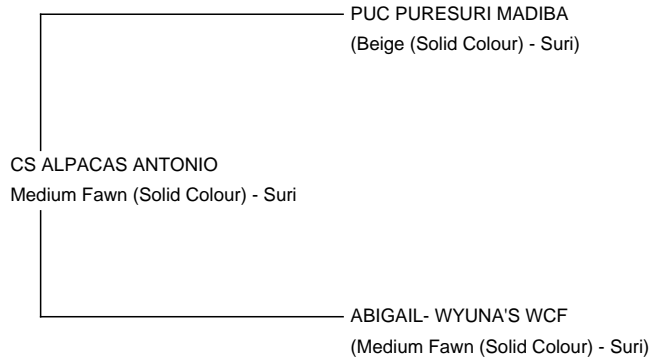 PUC PURESURI MADIBA
(Beige (Solid Colour) - Suri)
CS ALPACAS ANTONIO
Medium Fawn (Solid Colour) - Suri
ABIGAIL- WYUNA'S WCF
(Medium Fawn (Solid Colour) - Suri)